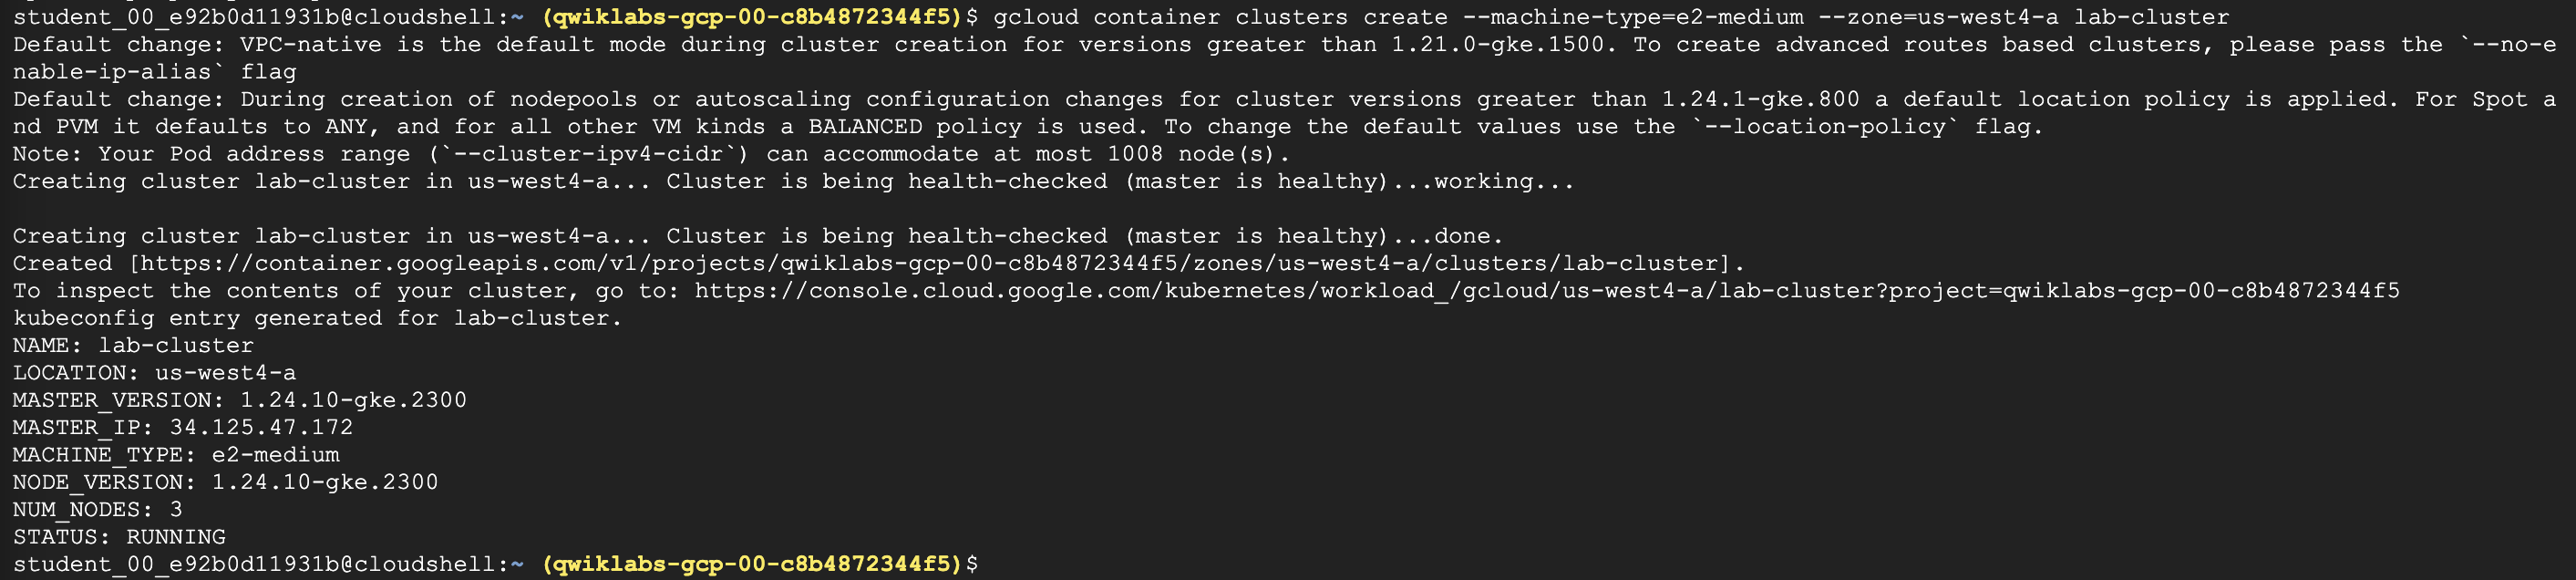 student_00_e92b0d11931b@cloudshell:~ (qwiklabs-gcp-00-c8b4872344f5)$ gcloud container clusters create --machine-type=e2-medium --zone=us-west4-a lab-cluster
Default change: VPC-native is the default mode during cluster creation for versions greater than 1.21.0-gke.1500. To create advanced routes based clusters, please pass the `--no-e
nable-ip-alias` flag
Default change: During creation of nodepools or autoscaling configuration changes for cluster versions greater than 1.24.1-gke.800 a default location policy is applied. For Spot a
nd PVM it defaults to ANY, and for all other VM kinds a BALANCED policy is used. To change the default values use the `--location-policy` flag.
Note: Your Pod address range (`--cluster-ipv4-cidr`) can accommodate at most 1008 node(s).
Creating cluster lab-cluster in us-west4-a... Cluster is being health-checked (master is healthy)...working...
Creating cluster lab-cluster in us-west4-a... Cluster is being health-checked (master is healthy)...done.
Created [https://container.googleapis.com/v1/projects/qwiklabs-gcp-00-c8b4872344f5/zones/us-west4-a/clusters/lab-cluster].
To inspect the contents of your cluster, go to: https://console.cloud.google.com/kubernetes/workload_/gcloud/us-west4-a/lab-cluster?project=qwiklabs-gcp-00-c8b4872344f5
kubeconfig entry generated for lab-cluster.
NAME: lab-cluster
LOCATION: us-west4-a
MASTER_VERSION: 1.24.10-gke.2300
MASTER_IP: 34.125.47.172
MACHINE_TYPE: e2-medium
NODE_VERSION: 1.24.10-gke.2300
NUM_NODES: 3
STATUS: RUNNING
student_00_e92b0d11931b@cloudshell:~ (qwiklabs-gcp-00-c8b4872344f5)$